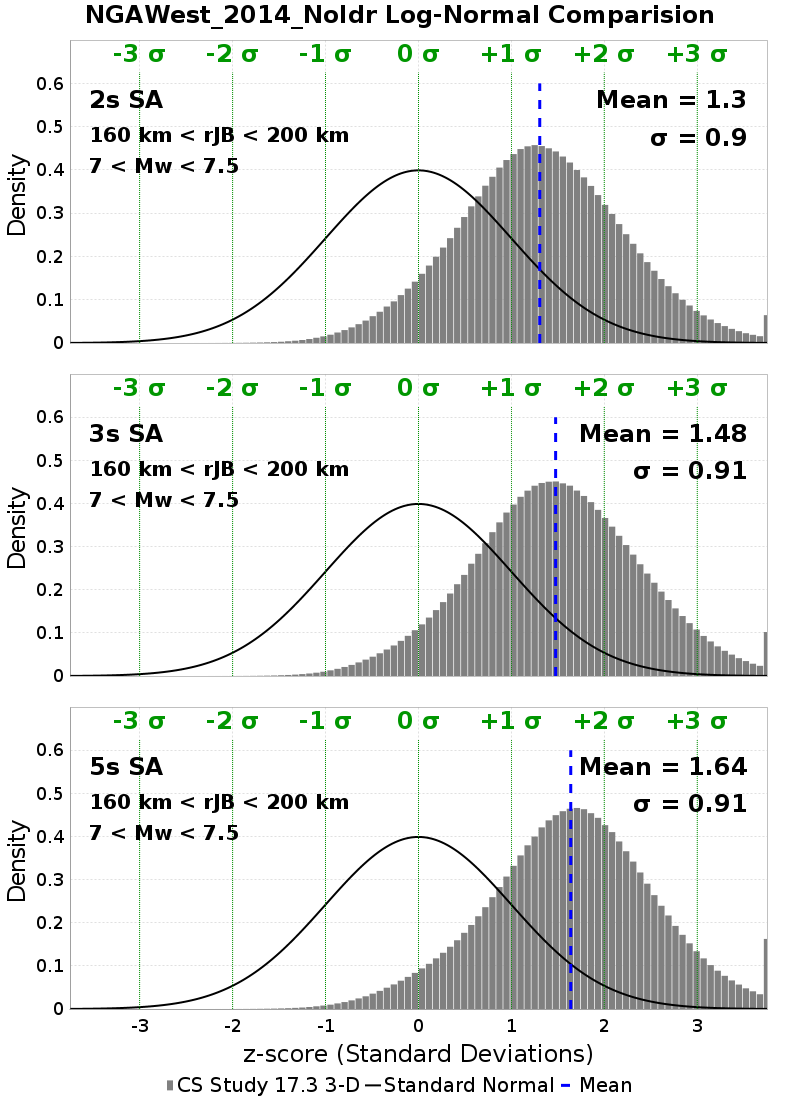 NGAWest_2014_NoIdr Log-Normal Comparision
-3 σ -2 σ -1 σ 0 σ +1 σ +2 σ +3 σ
0.6
2s SA Mean = 1.3
0.5
160 km < rJB < 200 km σ = 0.9
7 < Mw < 7.5
0.4
Density
0.3
0.2
0.1
0
-3 σ -2 σ -1 σ 0 σ +1 σ +2 σ +3 σ
0.6
3s SA Mean = 1.48
0.5
160 km < rJB < 200 km σ = 0.91
7 < Mw < 7.5
0.4
Density
0.3
0.2
0.1
0
-3 σ -2 σ -1 σ 0 σ +1 σ +2 σ +3 σ
0.6
5s SA Mean = 1.64
0.5
160 km < rJB < 200 km σ = 0.91
7 < Mw < 7.5
0.4
Density
0.3
0.2
0.1
0
-3 -2 -1 0 1 2 3
z-score (Standard Deviations)
CS Study 17.3 3-D Standard Normal Mean